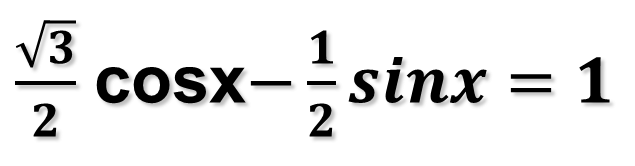 √3/2 cosx− 1/2 sinx = 1